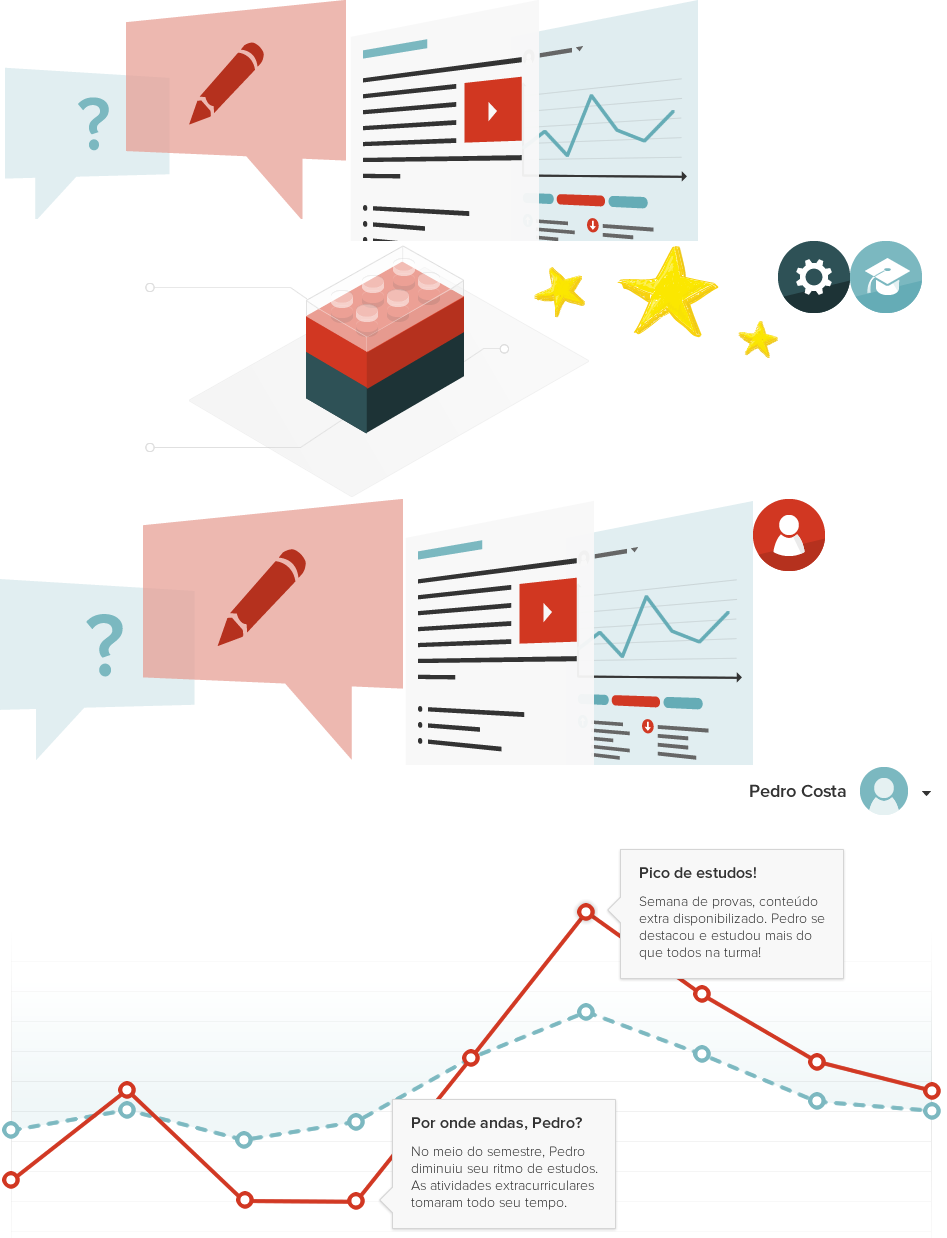 ?
?
Pedro Costa
Pico de estudos!
Semana de provas, conteúdo
extra disponibilizado. Pedro se
destacou e estudou mais do
que todos na turma!
Por onde andas, Pedro?
No meio do semestre, Pedro
diminuiu seu ritmo de estudos.
As atividades extracurriculares
tomaram todo seu tempo.